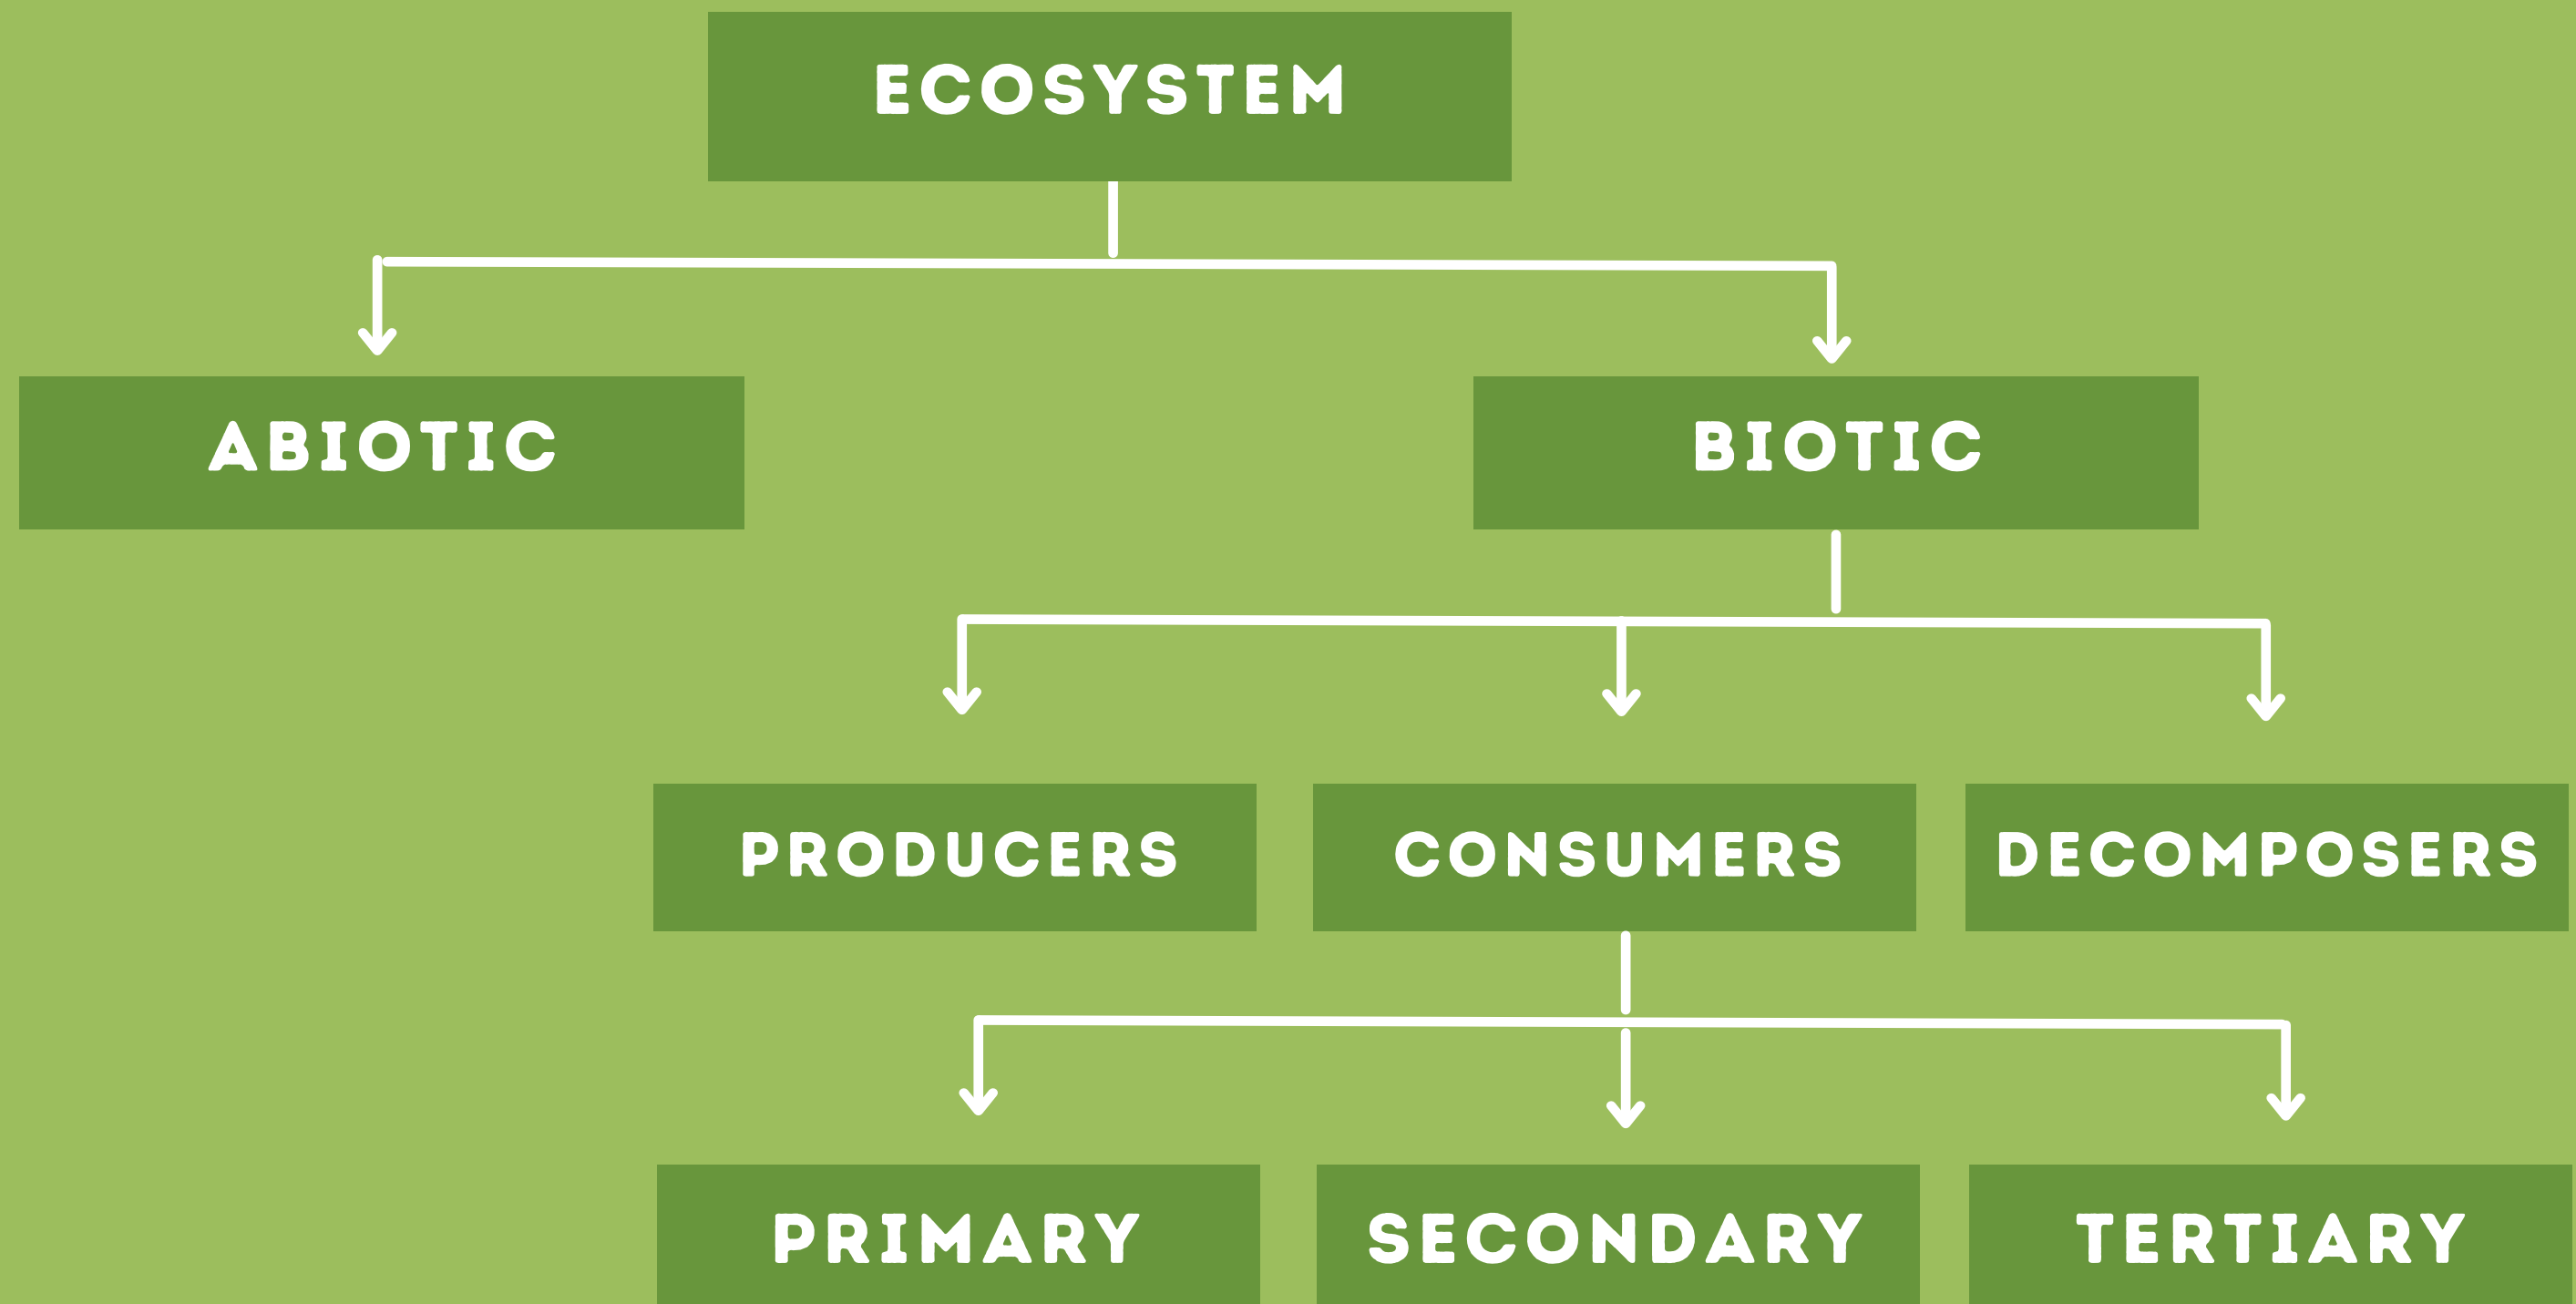 ECOSYSTEM
ABIOTIC
BIOTIC
PRODUCERS
CONSUMERS
DECOMPOSERS
PRIMARY
SECONDARY
TERTIARY